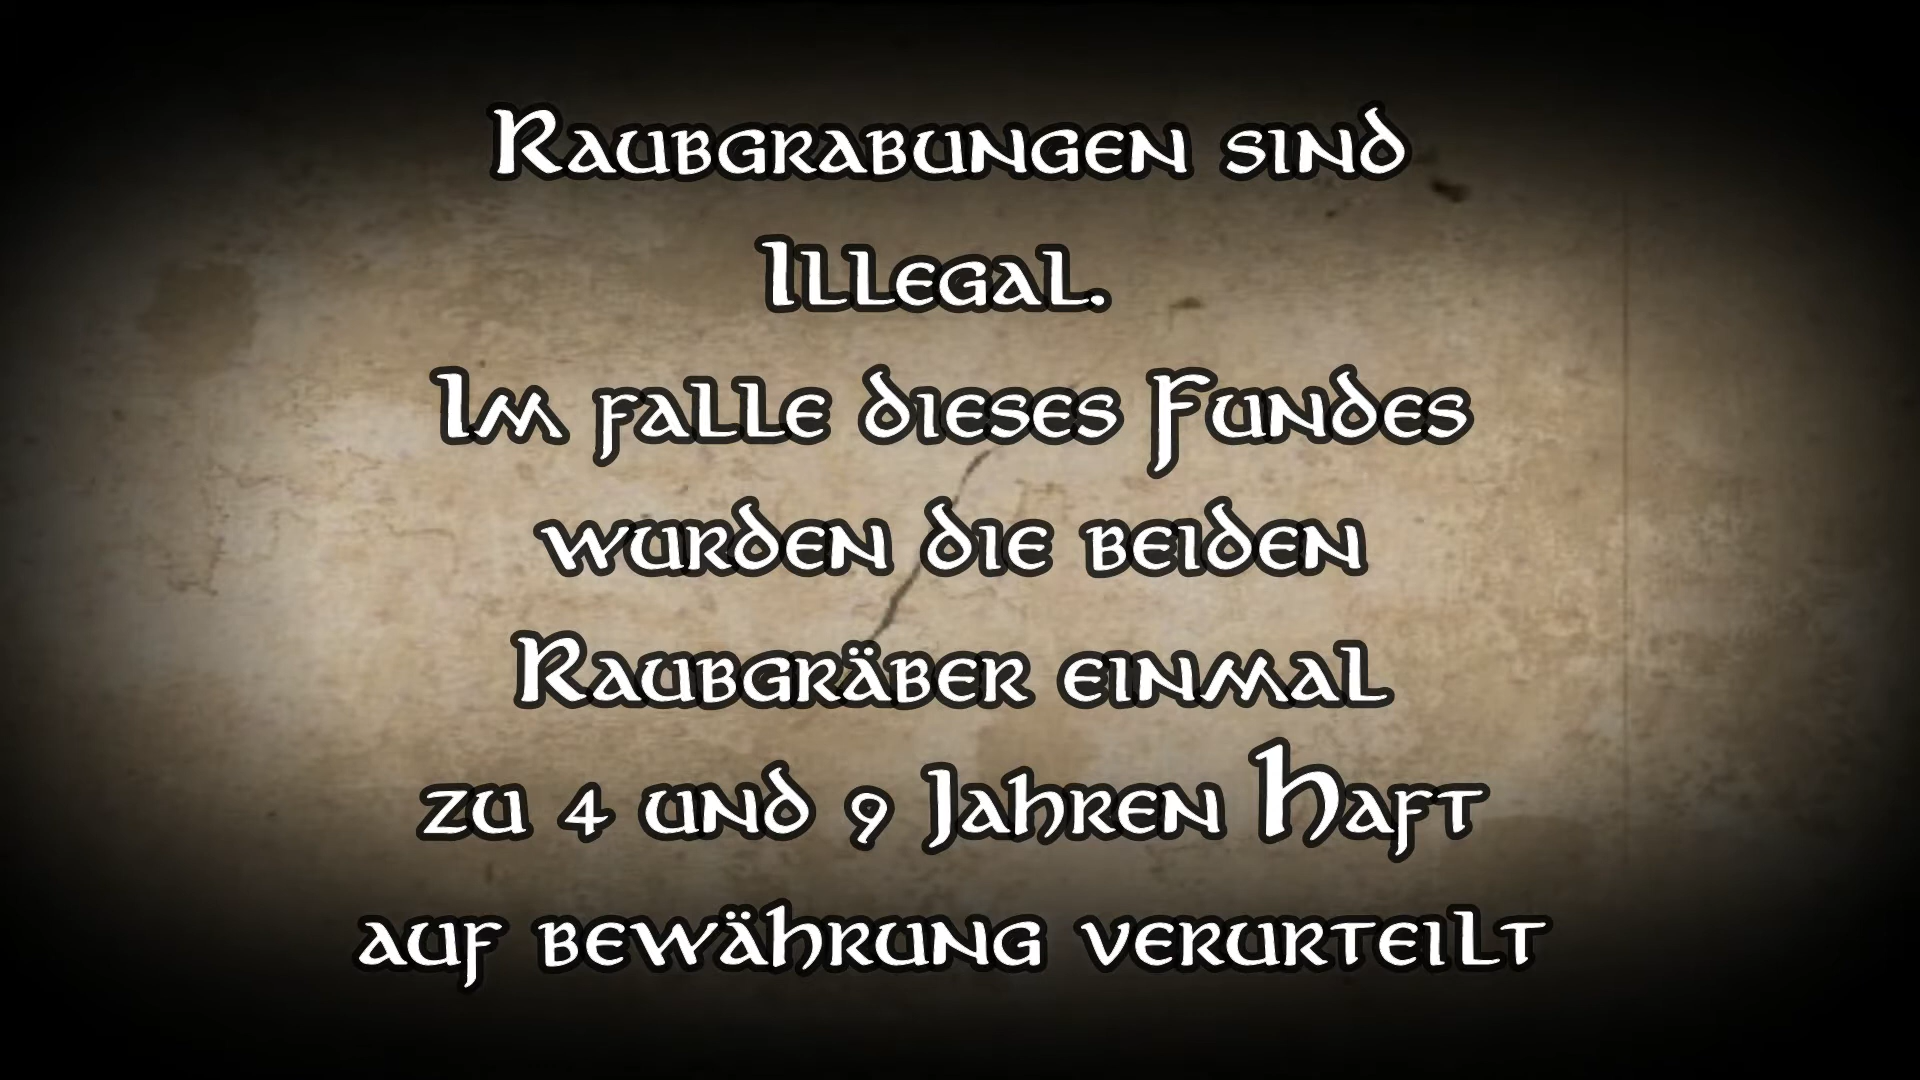 Raubgrabungen sind
Illegal.
Im falle dieses Fundes
wurden die beiden
Raubgräber einmal
zu 4 und 9 Jahren Haft
auf bewährung verurteilt